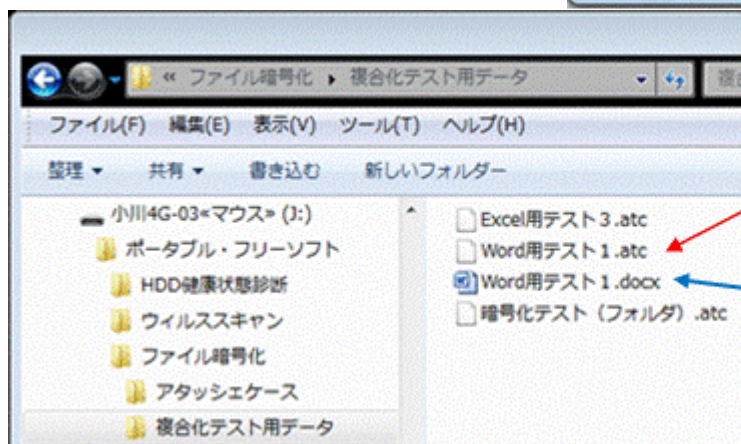 « ファイル暗号化 ▸ 複合化テスト用データ
ファイル(F) 編集(E) 表示(V) ツール(T) ヘルプ(H)
整理 ▼ 共有 ▼ 書き込む 新しいフォルダー
小川4G-03≪マウス≫ (J:)
ポータブル・フリーソフト
HDD健康状態診断
ウィルススキャン
ファイル暗号化
アタッシェケース
複合化テスト用データ
Excel用テスト3.atc
Word用テスト1.atc
Word用テスト1.docx
暗号化テスト（フォルダ）.atc